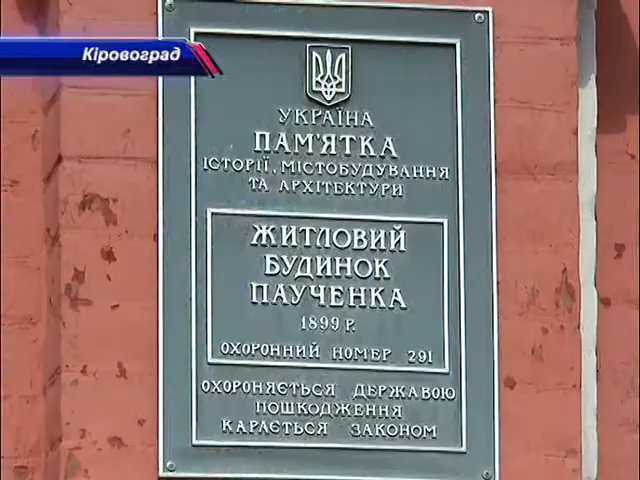 Кіровоград
УКРАЇНА
ПАМ'ЯТКА
ІСТОРІЇ, МІСТОБУДУВАННЯ
ТА АРХІТЕКТУРИ
ЖИТЛОВИЙ
БУДИНОК
ПАУЧЕНКА
1899 Р.
ОХОРОННИЙ НОМЕР 291
ОХОРОНЯЄТЬСЯ ДЕРЖАВОЮ
ПОШКОДЖЕННЯ
КАРАЄТЬСЯ ЗАКОНОМ